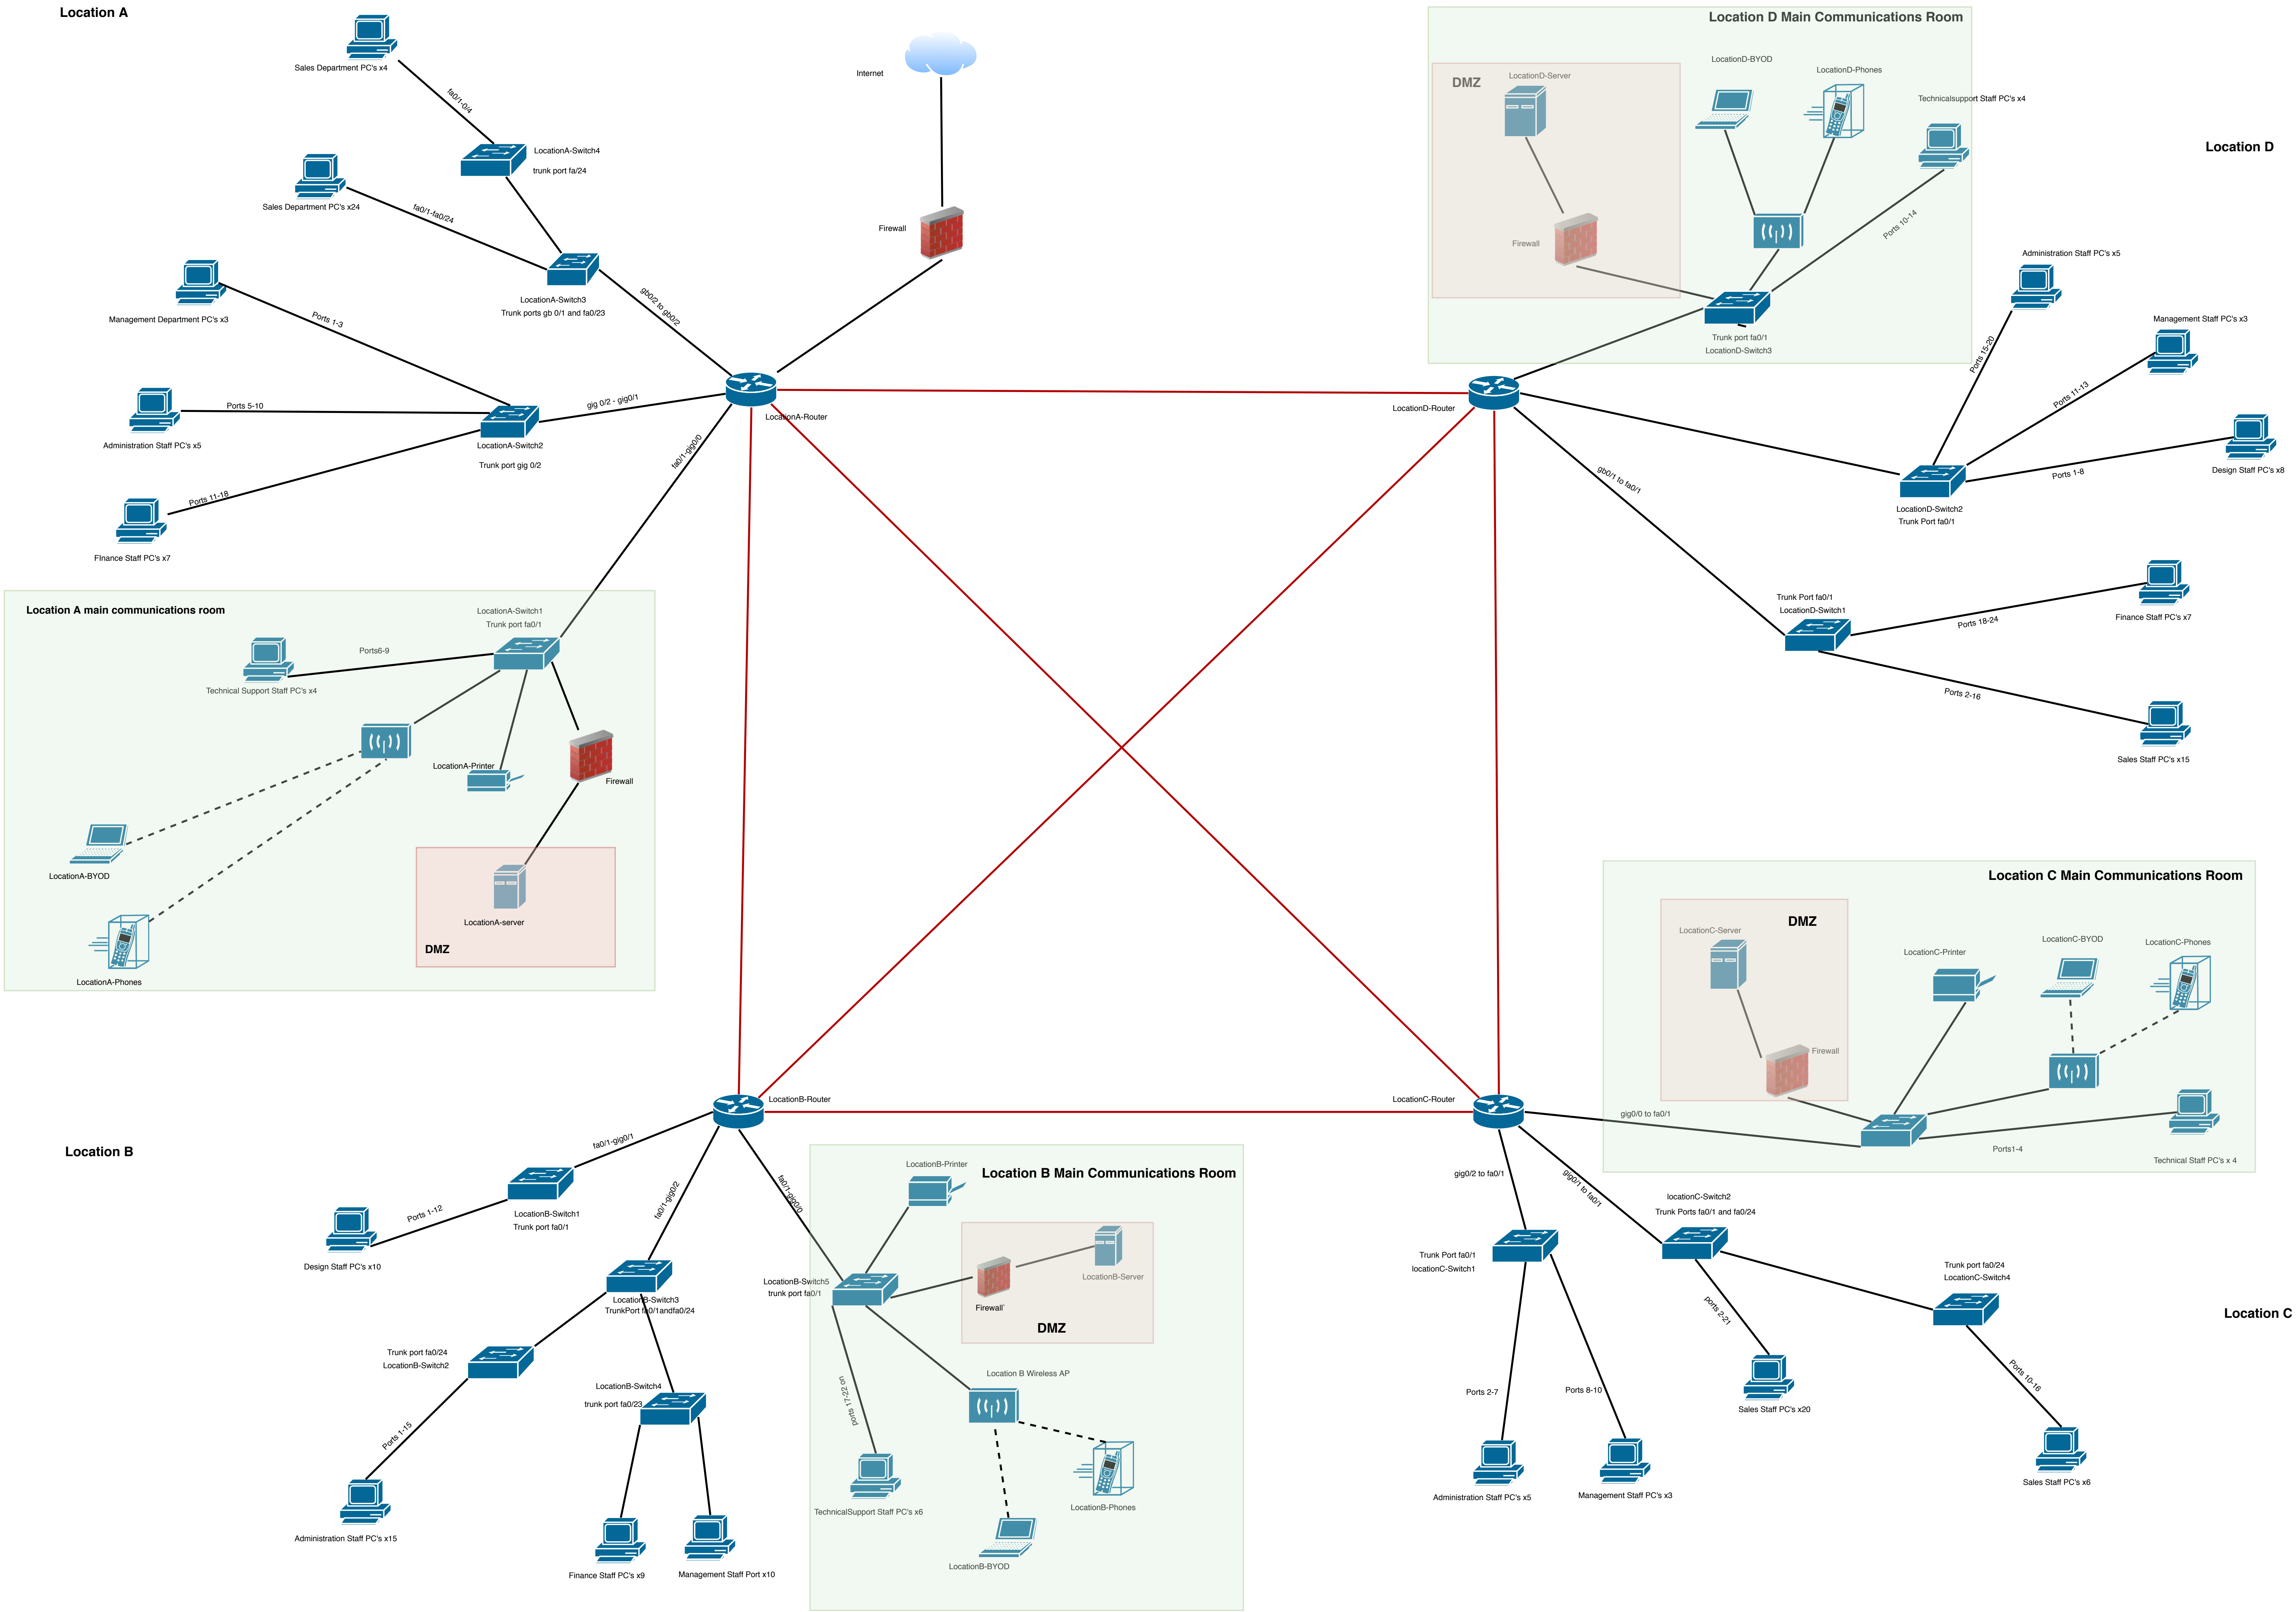 Location A
Sales Department PC's x4
fa0/1-0/4
LocationA-Switch4
trunk port fa/24
Sales Department PC's x24
fa0/1-fa0/24
LocationA-Switch3
Trunk ports gb 0/1 and fa0/23
gb0/2 to gb0/2
Management Department PC's x3
Ports 1-3
Administration Staff PC's x5
Ports 5-10
LocationA-Switch2
Trunk port gig 0/2
gig 0/2 - gig0/1
Ports 11-18
FInance Staff PC's x7
Internet
Firewall
LocationA-Router
fa0/1-gig0/0
Location A main communications room
LocationA-Switch1
Trunk port fa0/1
Ports6-9
Technical Support Staff PC's x4
LocationA-Printer
Firewall
LocationA-BYOD
LocationA-server
DMZ
LocationA-Phones
Location D Main Communications Room
DMZ
LocationD-Server
LocationD-BYOD
LocationD-Phones
Technicalsupport Staff PC's x4
Firewall
Ports 10-14
Trunk port fa0/1
LocationD-Switch3
Location D
LocationD-Router
Administration Staff PC's x5
Ports 15-20
Management Staff PC's x3
Ports 11-13
Design Staff PC's x8
Ports 1-8
LocationD-Switch2
Trunk Port fa0/1
gb0/1 to fa0/1
Trunk Port fa0/1
LocationD-Switch1
Ports 18-24
Finance Staff PC's x7
Ports 2-16
Sales Staff PC's x15
Location C Main Communications Room
DMZ
LocationC-Server
LocationC-Printer
LocationC-BYOD
LocationC-Phones
Firewall
gig0/0 to fa0/1
Ports1-4
Technical Staff PC's x 4
LocationB-Router
LocationC-Router
Location B
fa0/1-gig0/1
LocationB-Switch1
Trunk port fa0/1
Ports 1-12
Design Staff PC's x10
fa0/1-gig0/2
LocationB-Switch3
TrunkPort fa0/1andfa0/24
Trunk port fa0/24
LocationB-Switch2
Ports 1-15
Administration Staff PC's x15
LocationB-Switch4
trunk port fa0/23
Finance Staff PC's x9
Management Staff Port x10
fa0/1-gig0/0
Location B Main Communications Room
LocationB-Printer
LocationB-Switch5
trunk port fa0/1
LocationB-Server
Firewall`
DMZ
ports 17-22 on
Location B Wireless AP
TechnicalSupport Staff PC's x6
LocationB-Phones
LocationB-BYOD
gig0/2 to fa0/1
gig0/1 to fa0/1
locationC-Switch2
Trunk Ports fa0/1 and fa0/24
Trunk Port fa0/1
locationC-Switch1
Trunk port fa0/24
LocationC-Switch4
Location C
ports 2-21
Ports 2-7
Ports 8-10
Ports 10-16
Sales Staff PC's x20
Administration Staff PC's x5
Management Staff PC's x3
Sales Staff PC's x6